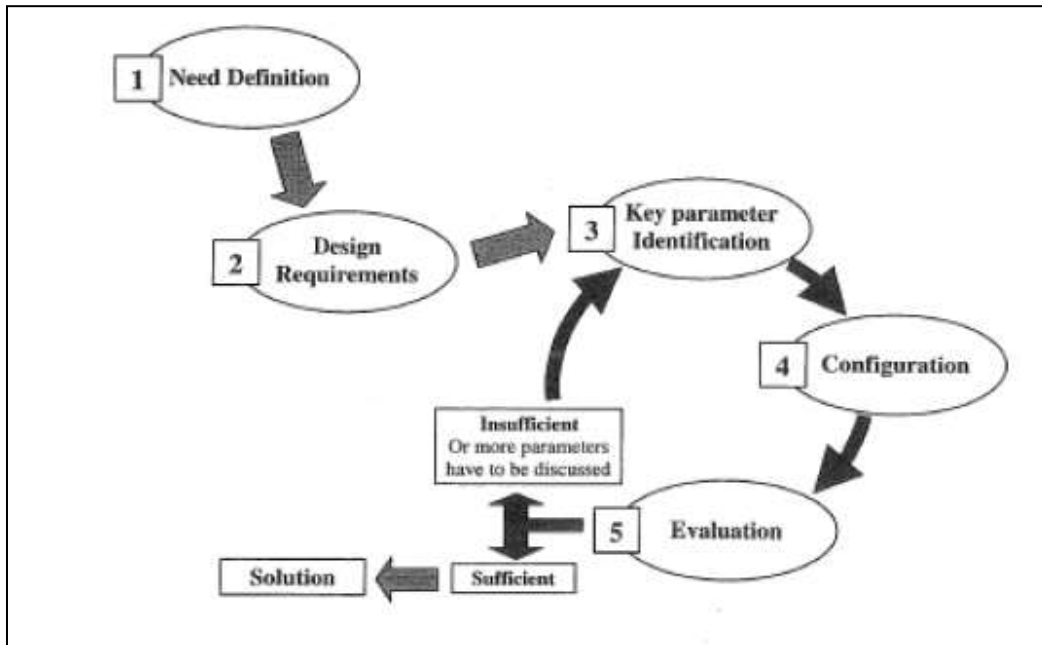 1
Need Definition
2
Design
Requirements
3
Key parameter
Identification
4
Configuration
5
Evaluation
Insufficient
Or more parameters
have to be discussed
Sufficient
Solution